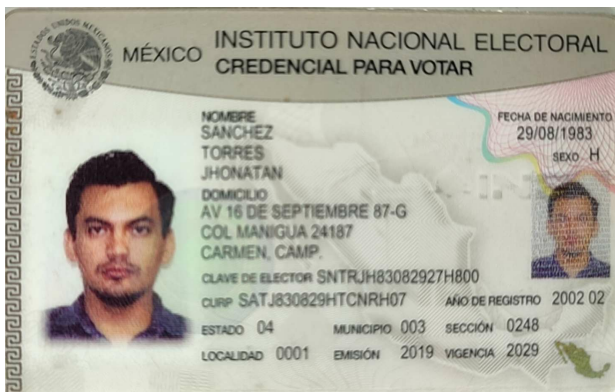 MÉXICO
INSTITUTO NACIONAL ELECTORAL
CREDENCIAL PARA VOTAR
NOMBRE
SANCHEZ
TORRES
JHONATAN
FECHA DE NACIMIENTO
29/08/1983
SEXO H
DOMICILIO
AV 16 DE SEPTIEMBRE 87-G
COL MANIGUA 24187
CARMEN, CAMP.
CLAVE DE ELECTOR SNTRJH83082927H800
CURP SATJ830829HTCNRH07 AÑO DE REGISTRO 2002 02
ESTADO 04 MUNICIPIO 003 SECCIÓN 0248
LOCALIDAD 0001 EMISIÓN 2019 VIGENCIA 2029